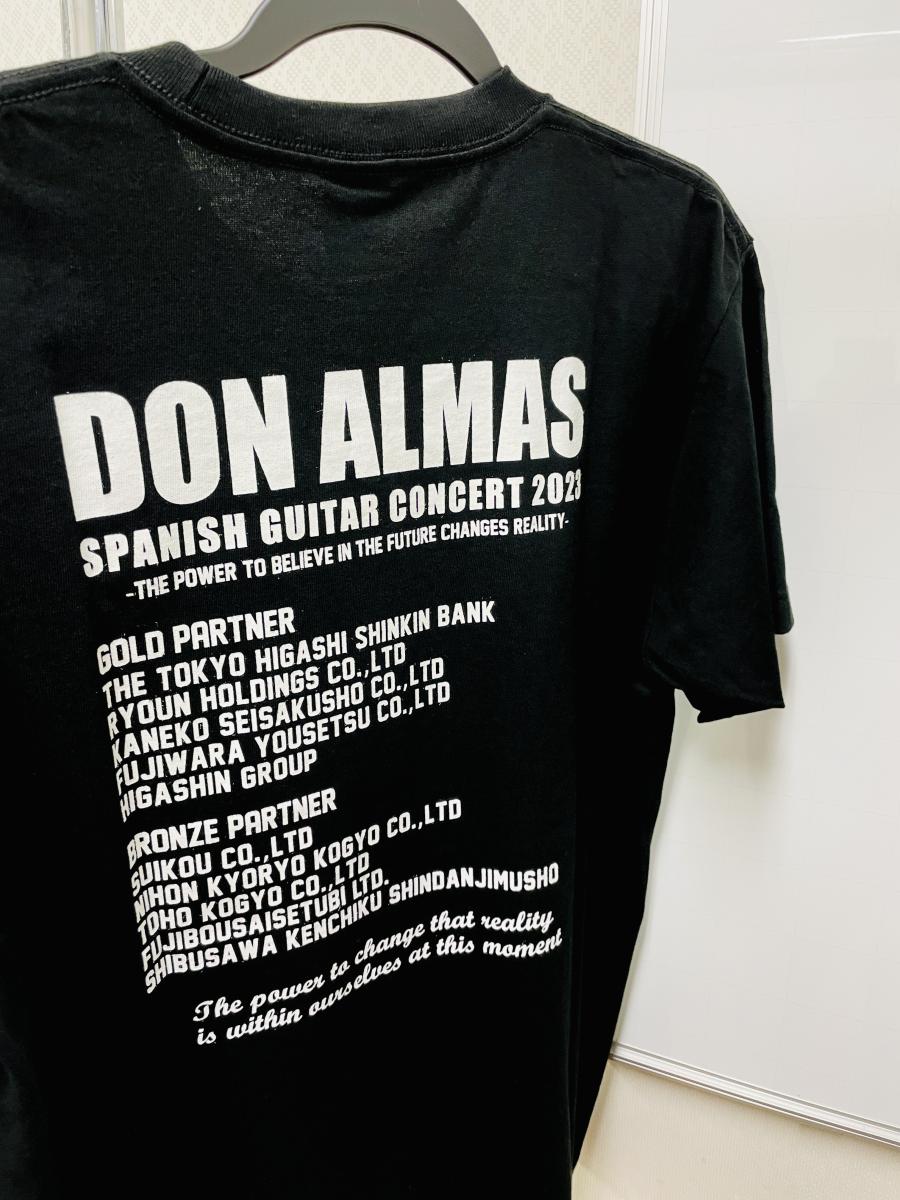 DON ALMAS
SPANISH GUITAR CONCERT 2023
-THE POWER TO BELIEVE IN THE FUTURE CHANGES REALITY-
GOLD PARTNER
THE TOKYO HIGASHI SHINKIN BANK
RYOUN HOLDINGS CO.,LTD
KANEKO SEISAKUSHO CO.,LTD
FUJIWARA YOUSETSU CO.,LTD
HIGASHIN GROUP
BRONZE PARTNER
SUIKOU CO.,LTD
NIHON KYORYO KOGYO CO.,LTD
TOHO KOGYO CO.,LTD
FUJIBOUSAISETUBI LTD.
SHIBUSAWA KENCHIKU SHINDANJIMUSHO
The power to change that reality
is within ourselves at this moment